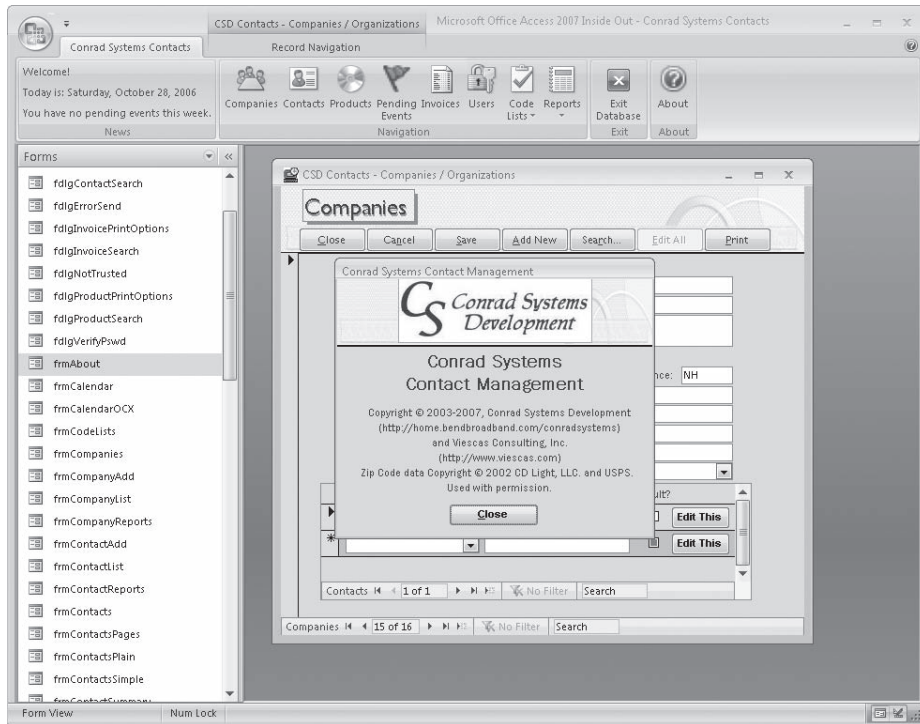 CSD Contacts - Companies / Organizations
Microsoft Office Access 2007 Inside Out - Conrad Systems Contacts
Conrad Systems Contacts
Record Navigation
Welcome!
Today is: Saturday, October 28, 2006
You have no pending events this week.
News
Companies
Contacts
Products
Pending Events
Invoices
Users
Code Lists
Reports
Navigation
Exit Database
Exit
About
About
Forms
fdlgContactSearch
fdlgErrorSend
fdlgInvoicePrintOptions
fdlgInvoiceSearch
fdlgNotTrusted
fdlgProductPrintOptions
fdlgProductSearch
fdlgVerifyPswd
frmAbout
frmCalendar
frmCalendarOCX
frmCodeLists
frmCompanies
frmCompanyAdd
frmCompanyList
frmCompanyReports
frmContactAdd
frmContactList
frmContactReports
frmContacts
frmContactsPages
frmContactsPlain
frmContactsSimple
frmContactSummary
CSD Contacts - Companies / Organizations
Companies
Close
Cancel
Save
Add New
Search...
Edit All
Print
Conrad Systems Contact Management
CS Conrad Systems
Development
Conrad Systems
Contact Management
Copyright © 2003-2007, Conrad Systems Development
(http://home.bendbroadband.com/conradsystems)
and Viescas Consulting, Inc.
(http://www.viescas.com)
Zip Code data Copyright © 2002 CD Light, LLC. and USPS.
Used with permission.
Close
nce: NH
ult?
Edit This
Edit This
Contacts 1 of 1 No Filter Search
Companies 15 of 16 No Filter Search
Form View
Num Lock